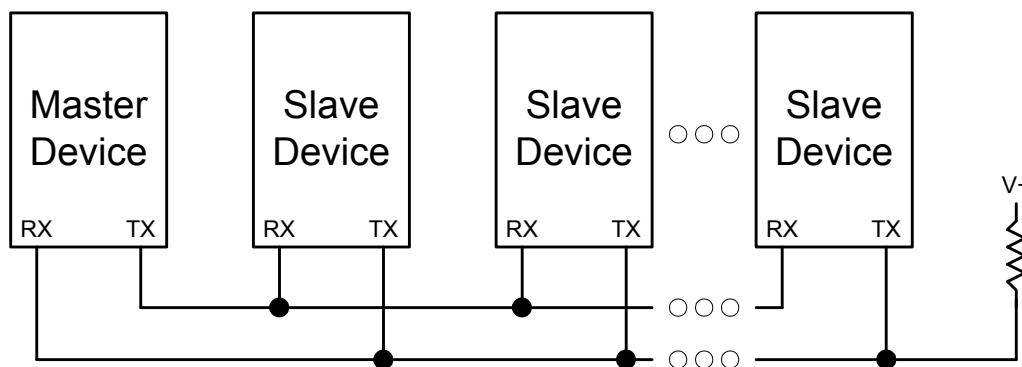 Master
Device
Slave
Device
Slave
Device
Slave
Device
RX TX
RX TX
RX TX
RX TX
V+